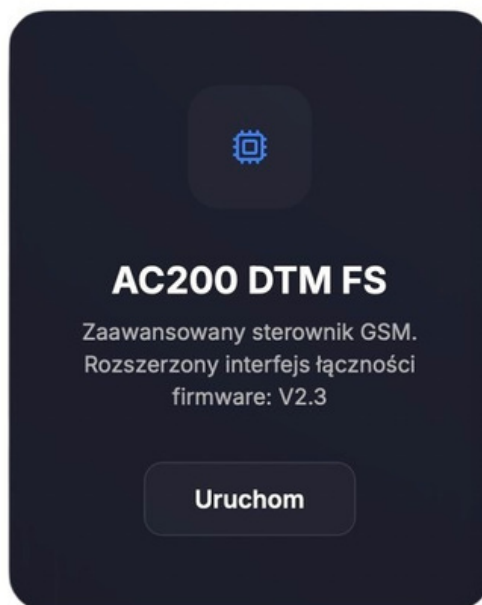 AC200 DTM FS
Zaawansowany sterownik GSM.
Rozszerzony interfejs łączności
firmware: V2.3
Uruchom